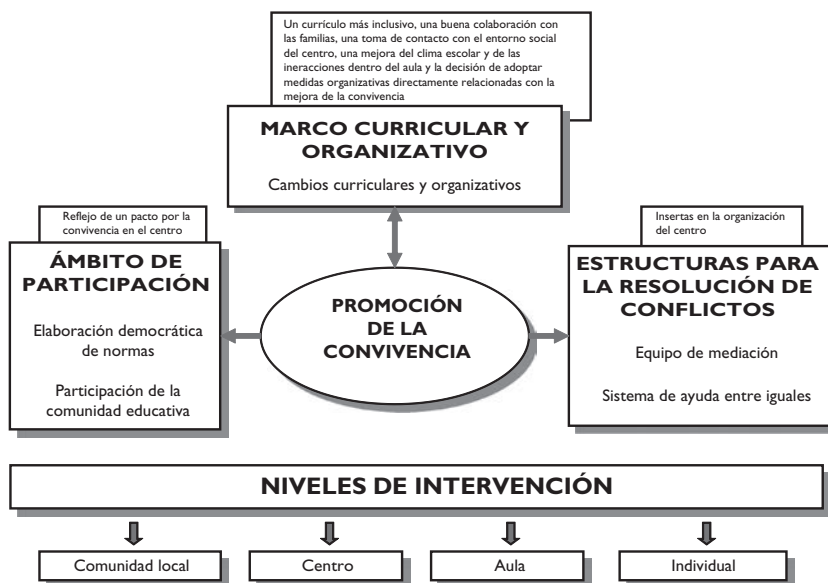 Un currículo más inclusivo, una buena colaboración con
las familias, una toma de contacto con el entorno social
del centro, una mejora del clima escolar y de las
ineracciones dentro del aula y la decisión de adoptar
medidas organizativas directamente relacionadas con la
mejora de la convivencia
MARCO CURRICULAR Y
ORGANIZATIVO
Cambios curriculares y organizativos
Reflejo de un pacto por la
convivencia en el centro
ÁMBITO DE
PARTICIPACIÓN
Elaboración democrática
de normas
Participación de la
comunidad educativa
PROMOCIÓN
DE LA
CONVIVENCIA
Insertas en la organización
del centro
ESTRUCTURAS PARA
LA RESOLUCIÓN DE
CONFLICTOS
Equipo de mediación
Sistema de ayuda entre iguales
NIVELES DE INTERVENCIÓN
Comunidad local
Centro
Aula
Individual